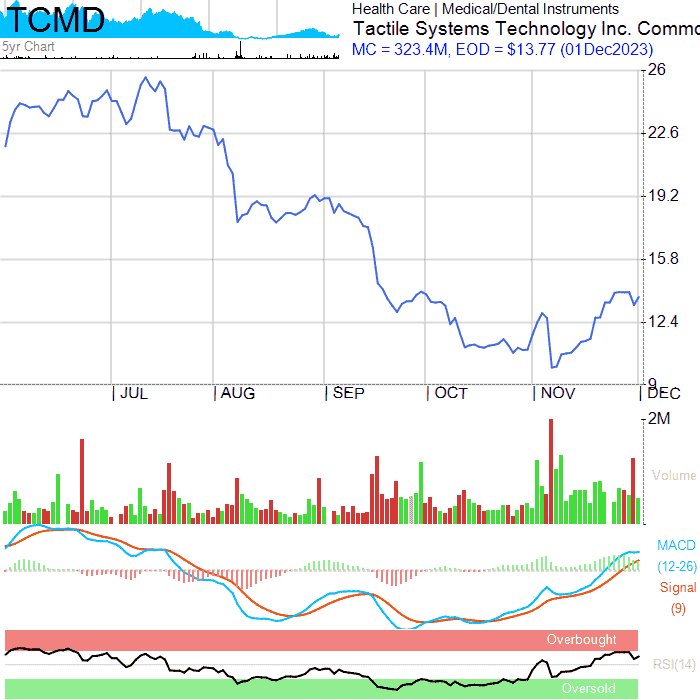 TCMD
5yr Chart
Health Care | Medical/Dental Instruments
Tactile Systems Technology Inc. Commo
MC = 323.4M, EOD = $13.77 (01Dec2023)
26
22.6
19.2
15.8
12.4
9
| JUL | AUG | SEP | OCT | NOV | DEC
2M
Volume
MACD
(12-26)
Signal
(9)
Overbought
RSI(14)
Oversold